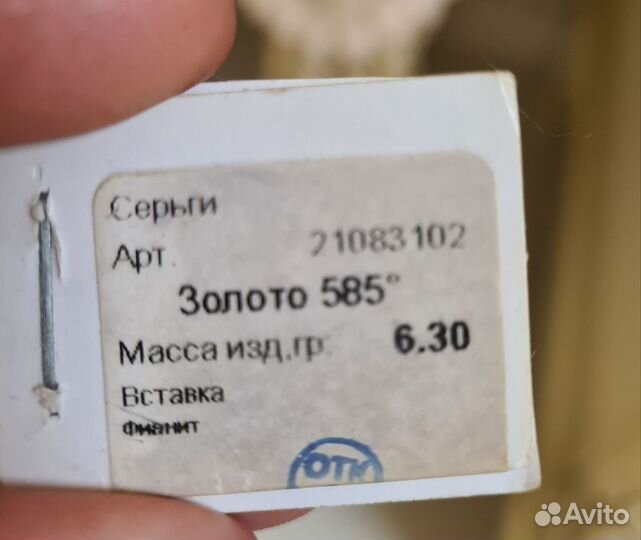 Серьги
Арт. 21083102
Золото 585°
Масса изд,гр: 6.30
Вставка
Фианит
ОТК
Avito